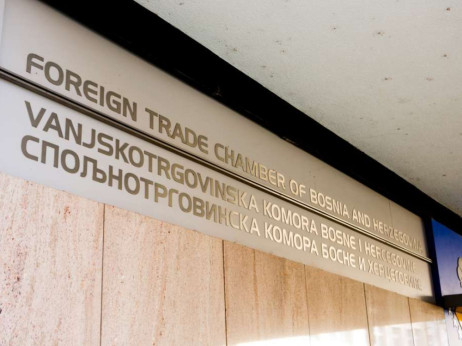 FOREIGN TRADE CHAMBER OF BOSNIA AND HERZEGOVINA
VANJSKOTRGOVINSKA KOMORA BOSNE I HERCEGOVINE
СПОЉНОТРГОВИНСКА КОМОРА БОСНЕ И ХЕРЦЕГОВИНЕ